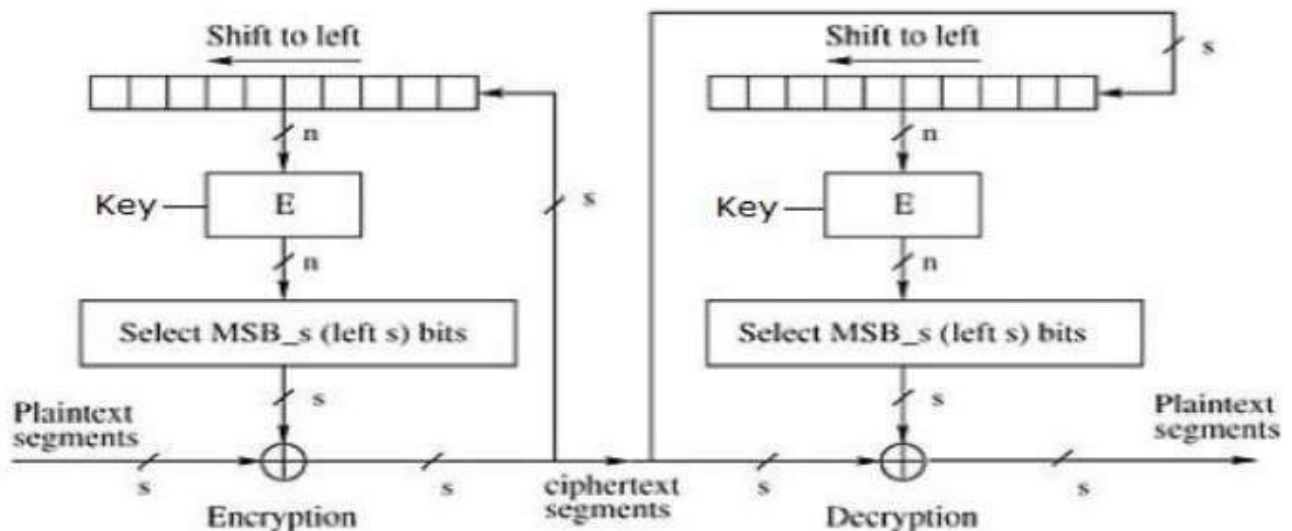 Shift to left
Shift to left
s
n
n
s
Key
E
Key
E
n
n
Select MSB_s (left s) bits
Select MSB_s (left s) bits
s
s
Plaintext
segments
Plaintext
segments
s
s
ciphertext
segments
s
s
Encryption
Decryption